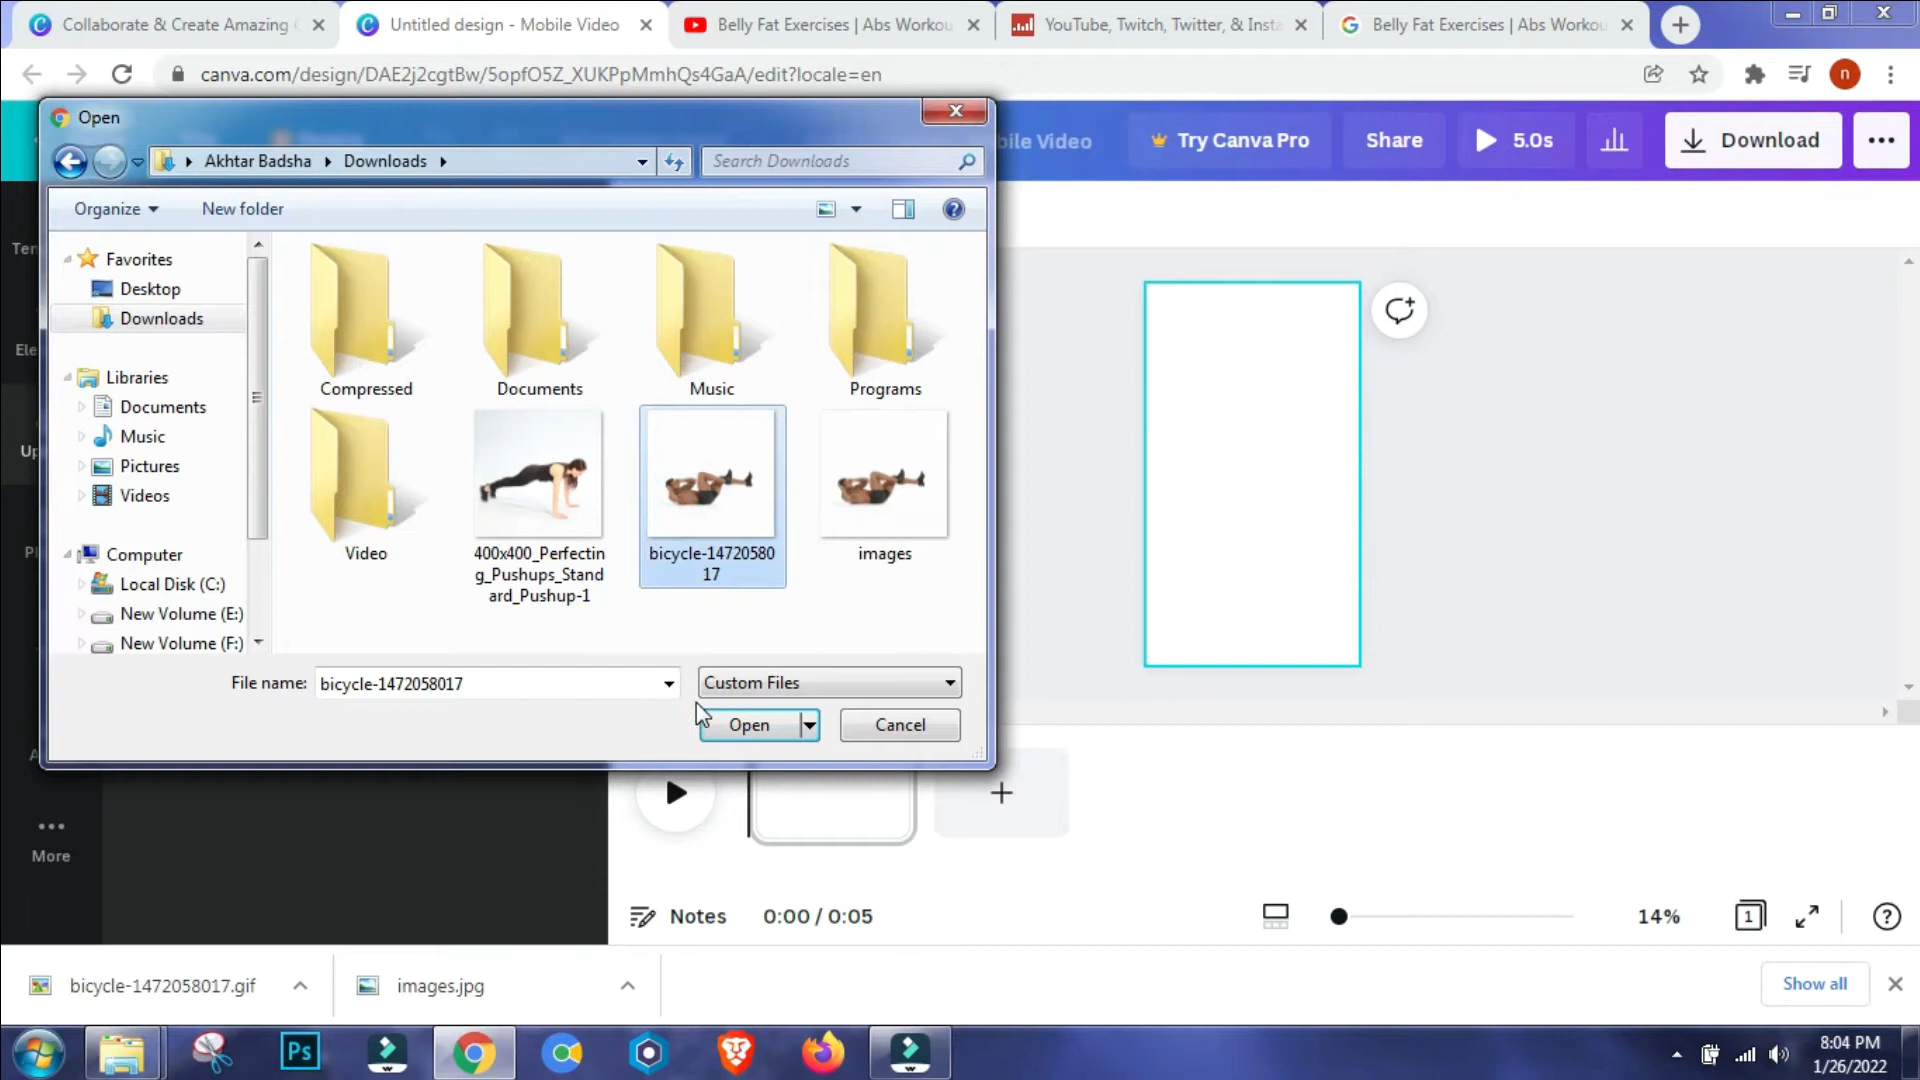 Collaborate & Create Amazing
Untitled design - Mobile Video
Belly Fat Exercises | Abs Workou
YouTube, Twitch, Twitter, & Insta
Belly Fat Exercises | Abs Workou
canva.com/design/DAE2j2cgtBw/5opfO5Z_XUKPpMmhQs4GaA/edit?locale=en
n
Open
Akhtar Badsha
Downloads
Search Downloads
bile Video
Try Canva Pro
Share
5.0s
Download
Organize
New folder
Favorites
Desktop
Downloads
Libraries
Documents
Music
Pictures
Videos
Computer
Local Disk (C:)
New Volume (E:)
New Volume (F:)
Compressed
Documents
Music
Programs
Video
400x400_Perfectin
g_Pushups_Stand
ard_Pushup-1
bicycle-14720580
17
images
File name:
bicycle-1472058017
Custom Files
Open
Cancel
Ten
Ele
Up
More
Notes
0:00 / 0:05
14%
1
bicycle-1472058017.gif
images.jpg
Show all
Ps
8:04 PM
1/26/2022